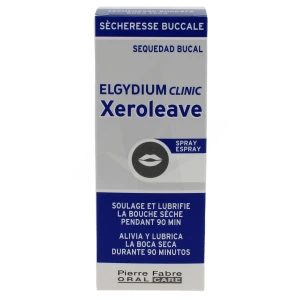 SÈCHERESSE BUCCALE
SEQUEDAD BUCAL
ELGYDIUM CLINIC
Xeroleave
SPRAY
ESPRAY
SOULAGE ET LUBRIFIE
LA BOUCHE SÈCHE
PENDANT 90 MIN
ALIVIA Y LUBRICA
LA BOCA SECA
DURANTE 90 MINUTOS
Pierre Fabre
ORAL CARE